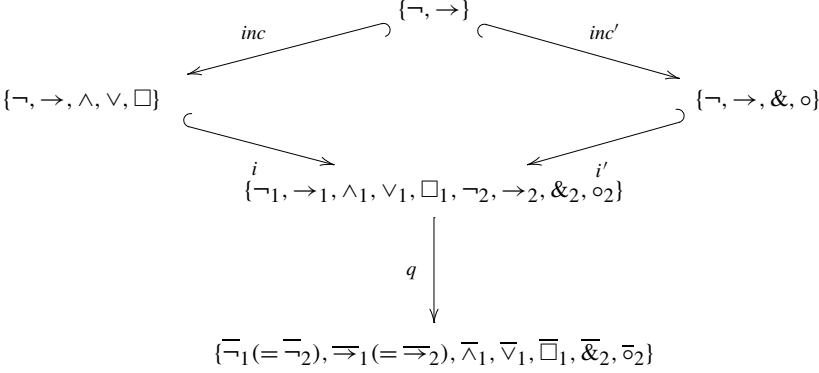 {¬, →}
inc inc′
{¬, →, ∧, ∨, □} {¬, →, &, ∘}
i i′
{¬₁, →₁, ∧₁, ∨₁, □₁, ¬₂, →₂, &₂, ∘₂}
q
{¬̅₁(= ¬̅₂), →̅₁(= →̅₂), ∧̅₁, ∨̅₁, □̅₁, &̅₂, ∘̅₂}